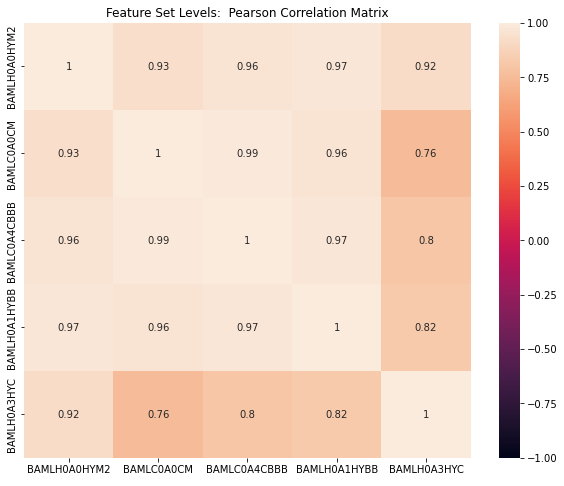 Feature Set Levels:  Pearson Correlation Matrix
BAMLH0A0HYM2
1 0.93 0.96 0.97 0.92
BAMLC0A0CM
0.93 1 0.99 0.96 0.76
BAMLC0A4CBBB
0.96 0.99 1 0.97 0.8
BAMLH0A1HYBB
0.97 0.96 0.97 1 0.82
BAMLH0A3HYC
0.92 0.76 0.8 0.82 1
BAMLH0A0HYM2 BAMLC0A0CM BAMLC0A4CBBB BAMLH0A1HYBB BAMLH0A3HYC
1.00
0.75
0.50
0.25
0.00
−0.25
−0.50
−0.75
−1.00